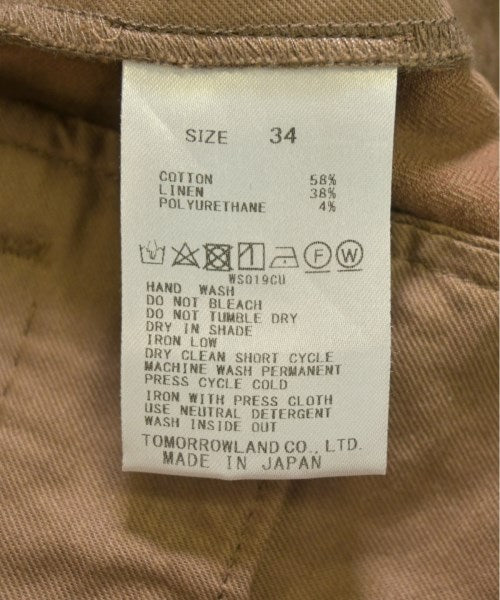 SIZE 34
COTTON 58%
LINEN 38%
POLYURETHANE 4%
F W
WS019CU
HAND WASH
DO NOT BLEACH
DO NOT TUMBLE DRY
DRY IN SHADE
IRON LOW
DRY CLEAN SHORT CYCLE
MACHINE WASH PERMANENT
PRESS CYCLE COLD
IRON WITH PRESS CLOTH
USE NEUTRAL DETERGENT
WASH INSIDE OUT
TOMORROWLAND CO., LTD.
MADE IN JAPAN